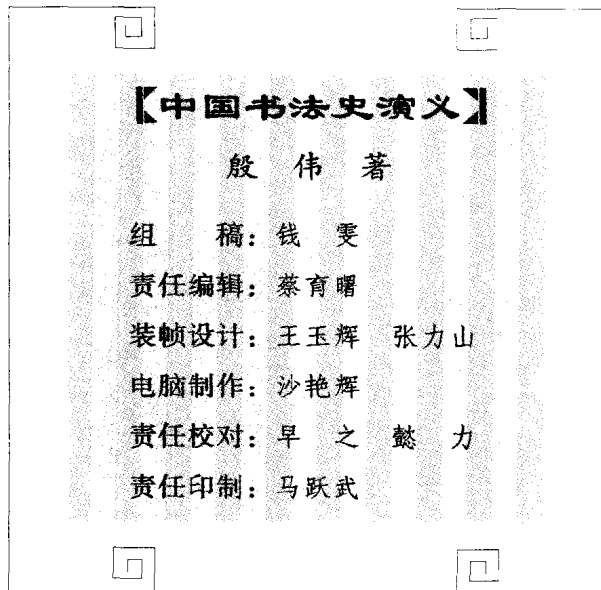 【中国书法史演义】
殷 伟 著
组 稿：钱 雯
责任编辑：蔡育曙
装帧设计：王玉辉 张力山
电脑制作：沙艳辉
责任校对：早 之 懿 力
责任印制：马跃武